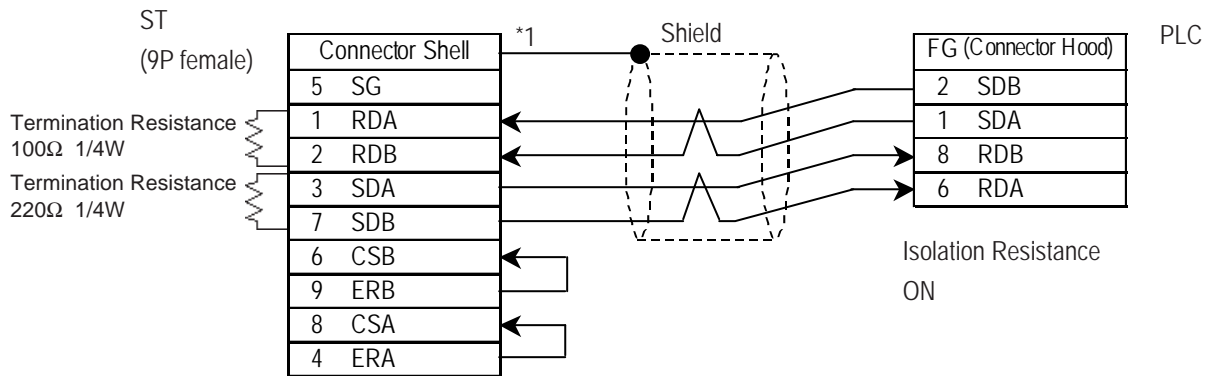 ST
(9P female)
Connector Shell
5 SG
1 RDA
2 RDB
3 SDA
7 SDB
6 CSB
9 ERB
8 CSA
4 ERA
Termination Resistance
100Ω 1/4W
Termination Resistance
220Ω 1/4W
*1
Shield
PLC
FG (Connector Hood)
2 SDB
1 SDA
8 RDB
6 RDA
Isolation Resistance
ON